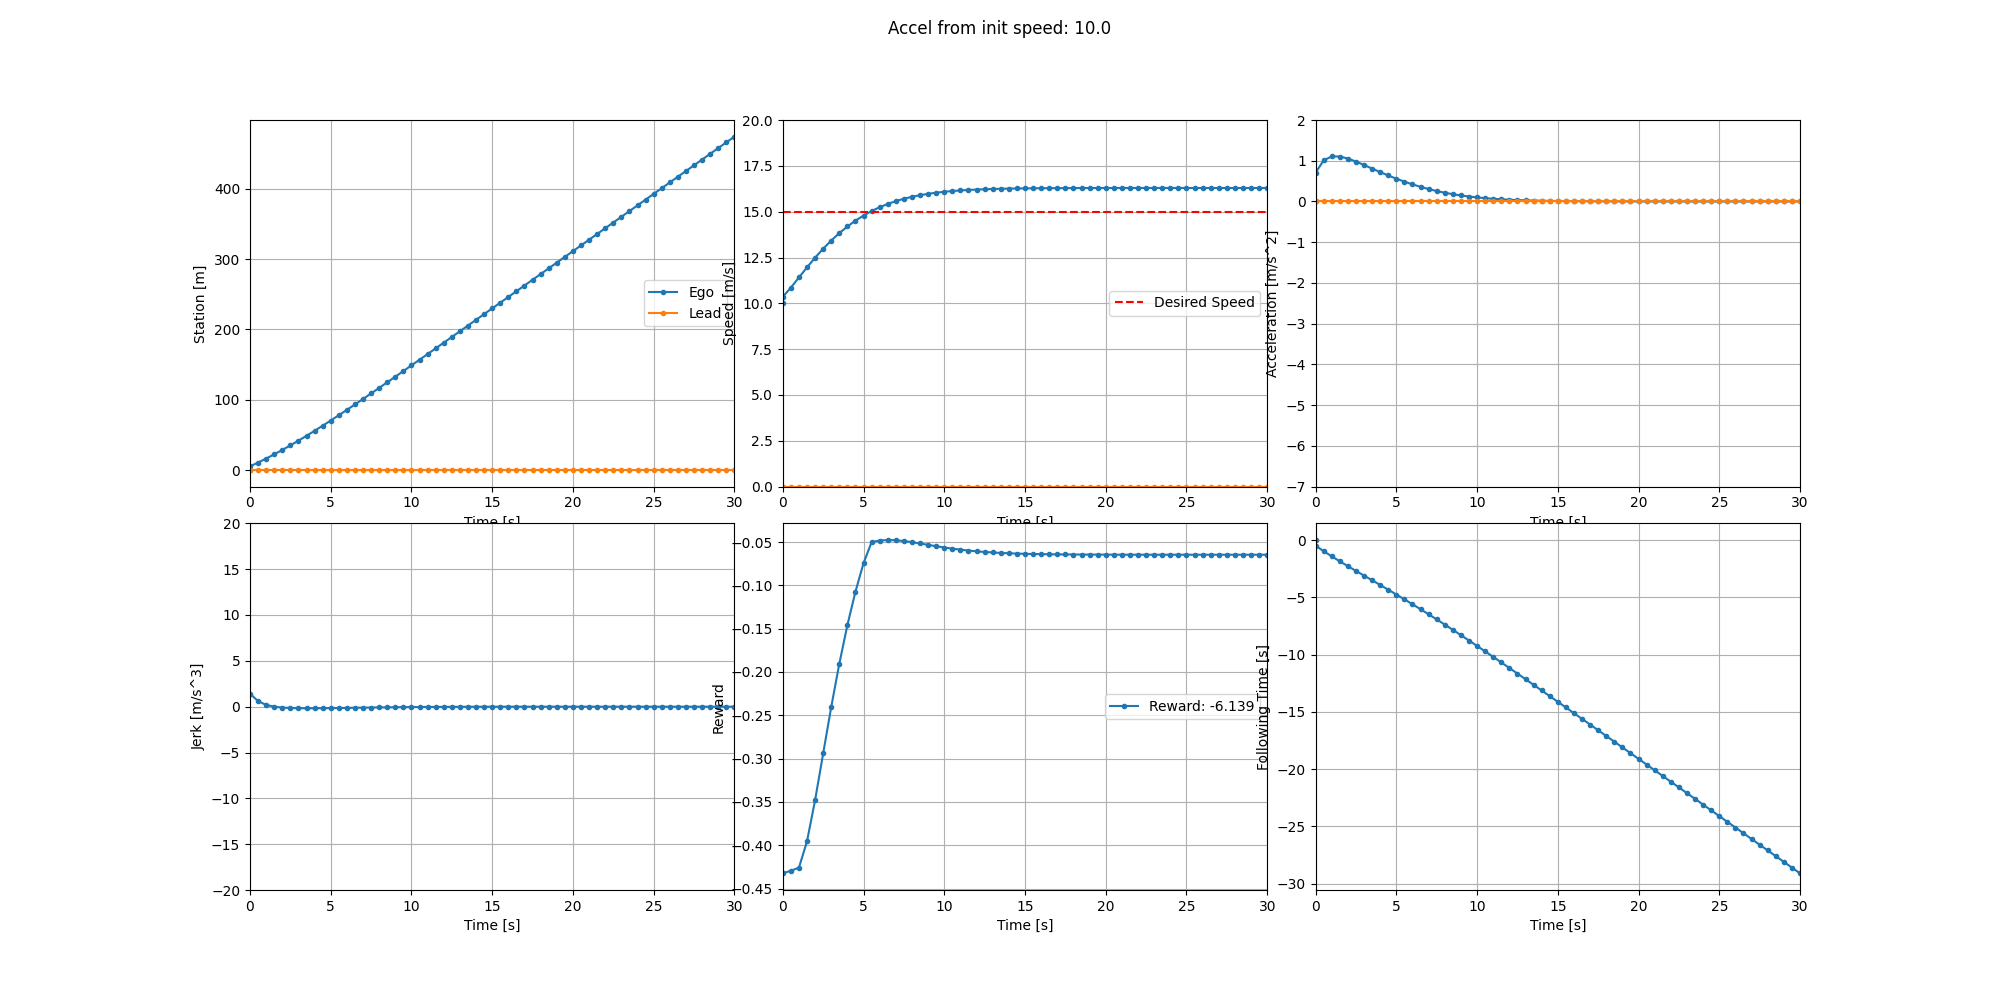 Accel from init speed: 10.0
Station [m]
400
300
200
100
0
0 5 10 15 20 25 30
Time [s]
Ego
Lead
Speed [m/s]
20.0
17.5
15.0
12.5
10.0
7.5
5.0
2.5
0.0
0 5 10 15 20 25 30
Time [s]
Desired Speed
Acceleration [m/s^2]
2
1
0
−1
−2
−3
−4
−5
−6
−7
0 5 10 15 20 25 30
Time [s]
Jerk [m/s^3]
20
15
10
5
0
−5
−10
−15
−20
0 5 10 15 20 25 30
Time [s]
Reward
−0.05
−0.10
−0.15
−0.20
−0.25
−0.30
−0.35
−0.40
−0.45
0 5 10 15 20 25 30
Time [s]
Reward: -6.139
Following Time [s]
0
−5
−10
−15
−20
−25
−30
0 5 10 15 20 25 30
Time [s]